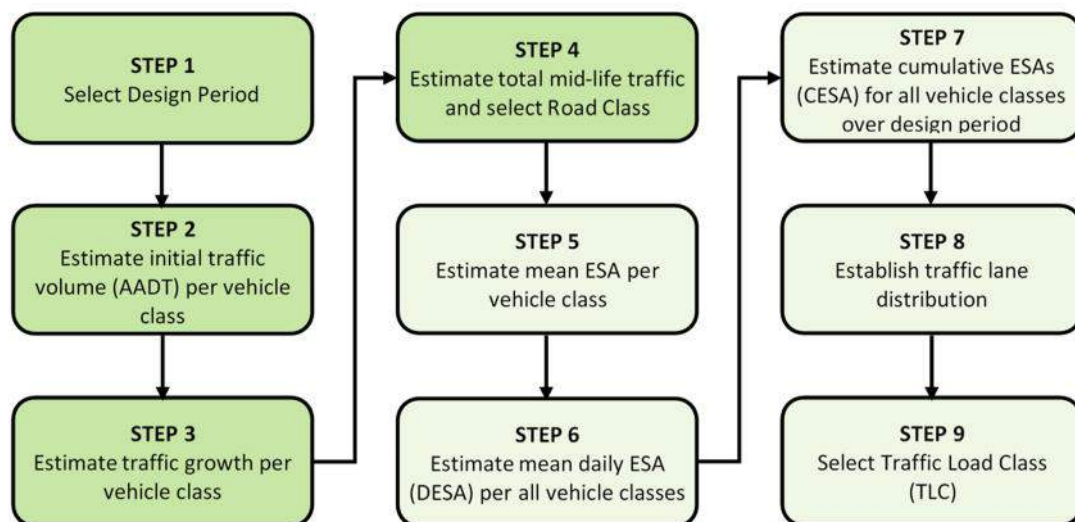 STEP 1
Select Design Period
STEP 2
Estimate initial traffic
volume (AADT) per vehicle
class
STEP 3
Estimate traffic growth per
vehicle class
STEP 4
Estimate total mid-life traffic
and select Road Class
STEP 5
Estimate mean ESA per
vehicle class
STEP 6
Estimate mean daily ESA
(DESA) per all vehicle classes
STEP 7
Estimate cumulative ESAs
(CESA) for all vehicle classes
over design period
STEP 8
Establish traffic lane
distribution
STEP 9
Select Traffic Load Class
(TLC)